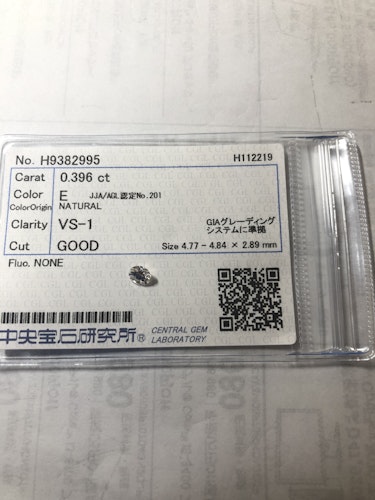 No. H9382995 H112219
Carat 0.396 ct
Color E JJA/AGL認定No.201
ColorOrigin NATURAL
Clarity VS-1 GIAグレーディングシステムに準拠
Cut GOOD Size 4.77 - 4.84 × 2.89 mm
Fluo. NONE
中央宝石研究所® CENTRAL GEM LABORATORY